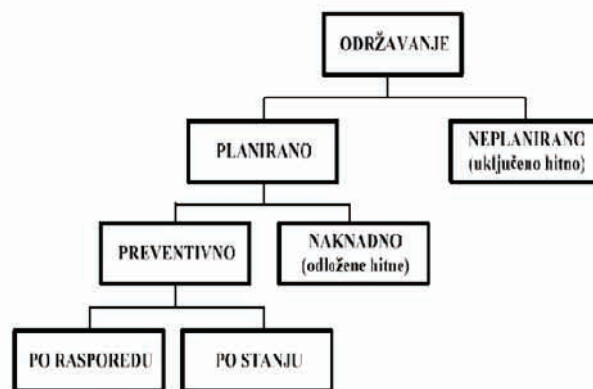 ODRŽAVANJE
PLANIRANO
NEPLANIRANO
(uključeno hitno)
PREVENTIVNO
NAKNADNO
(odložene hitne)
PO RASPOREDU
PO STANJU